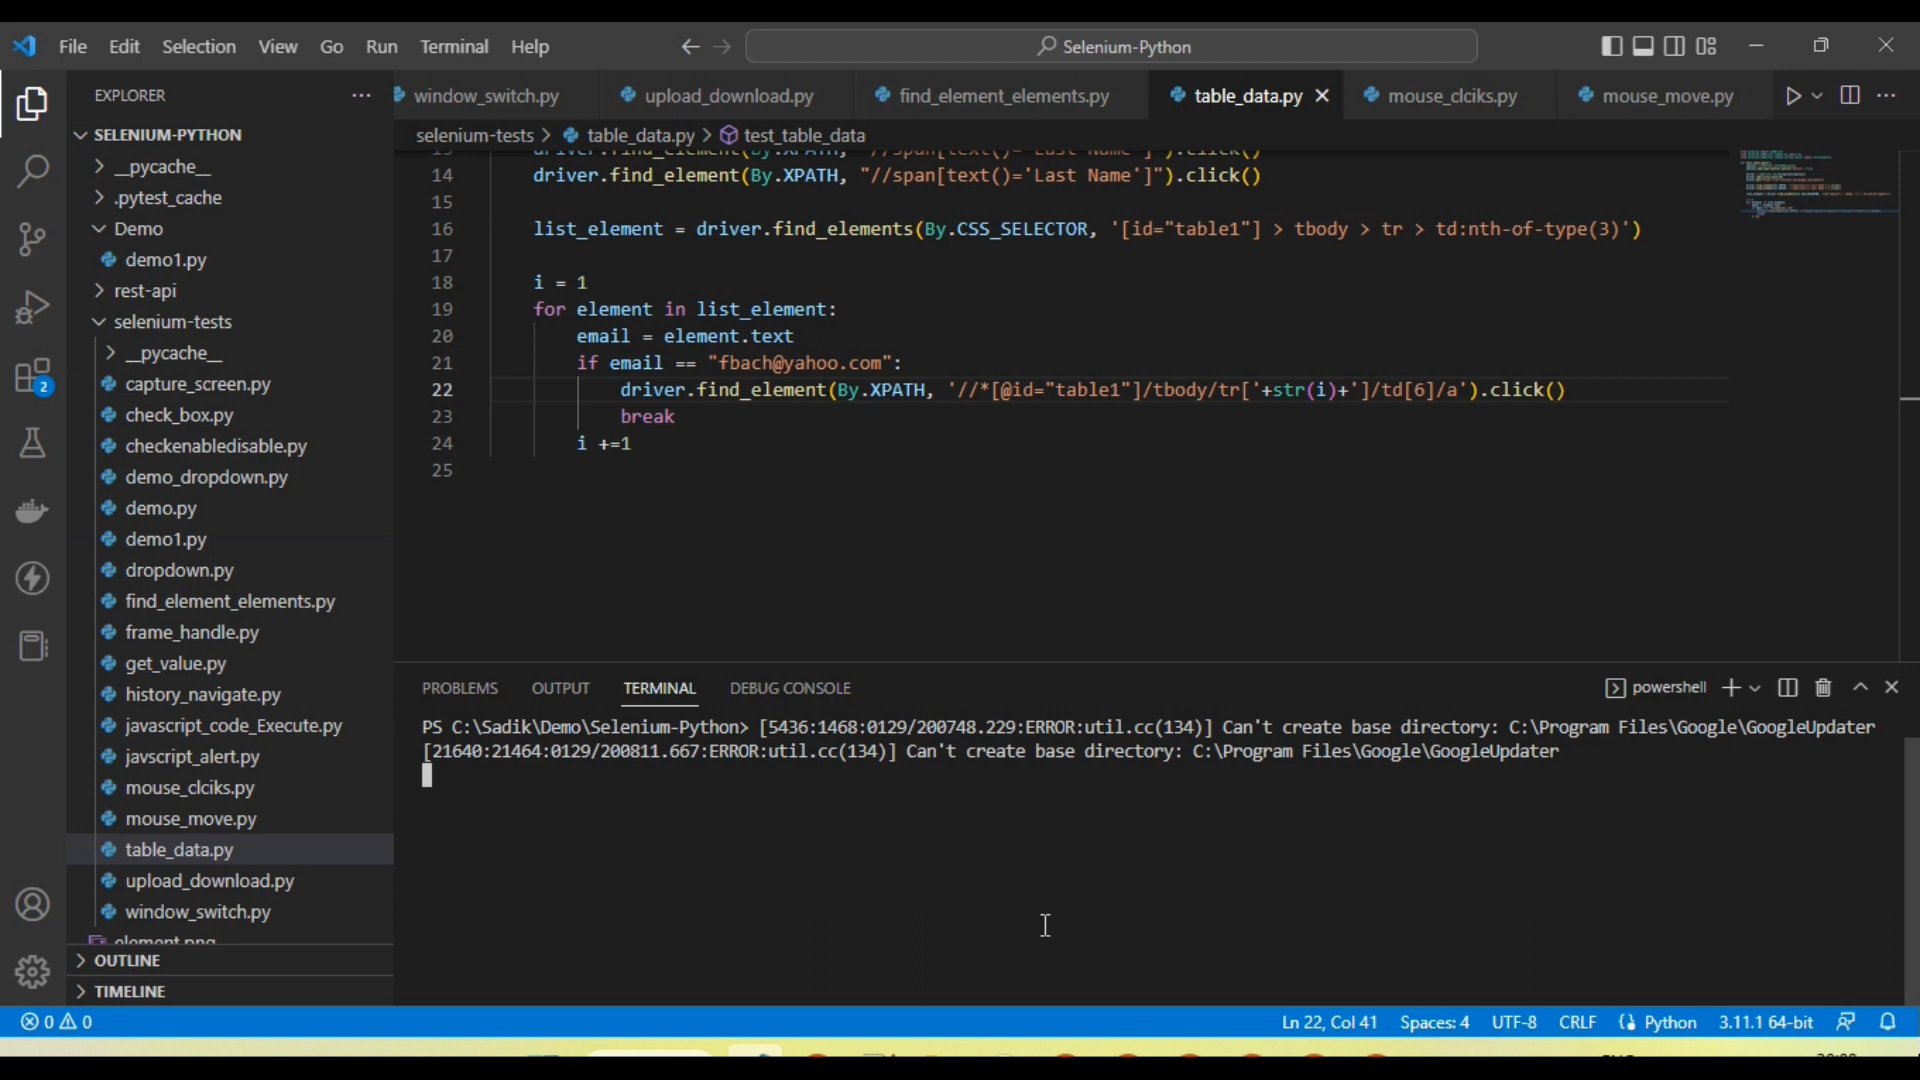 File Edit Selection View Go Run Terminal Help
Selenium-Python
EXPLORER
window_switch.py upload_download.py find_element_elements.py table_data.py mouse_clciks.py mouse_move.py
SELENIUM-PYTHON
selenium-tests > table_data.py > test_table_data
__pycache__
.pytest_cache
Demo
demo1.py
rest-api
selenium-tests
__pycache__
capture_screen.py
check_box.py
checkenabledisable.py
demo_dropdown.py
demo.py
demo1.py
dropdown.py
find_element_elements.py
frame_handle.py
get_value.py
history_navigate.py
javascript_code_Execute.py
javscript_alert.py
mouse_clciks.py
mouse_move.py
table_data.py
upload_download.py
window_switch.py
element.png
OUTLINE
TIMELINE
2
14 driver.find_element(By.XPATH, "//span[text()='Last Name']").click()
15
16 list_element = driver.find_elements(By.CSS_SELECTOR, '[id="table1"] > tbody > tr > td:nth-of-type(3)')
17
18 i = 1
19 for element in list_element:
20 email = element.text
21 if email == "fbach@yahoo.com":
22 driver.find_element(By.XPATH, '//*[@id="table1"]/tbody/tr['+str(i)+']/td[6]/a').click()
23 break
24 i +=1
25
PROBLEMS OUTPUT TERMINAL DEBUG CONSOLE
powershell
PS C:\Sadik\Demo\Selenium-Python> [5436:1468:0129/200748.229:ERROR:util.cc(134)] Can't create base directory: C:\Program Files\Google\GoogleUpdater
[21640:21464:0129/200811.667:ERROR:util.cc(134)] Can't create base directory: C:\Program Files\Google\GoogleUpdater
0 0
Ln 22, Col 41 Spaces: 4 UTF-8 CRLF Python 3.11.1 64-bit